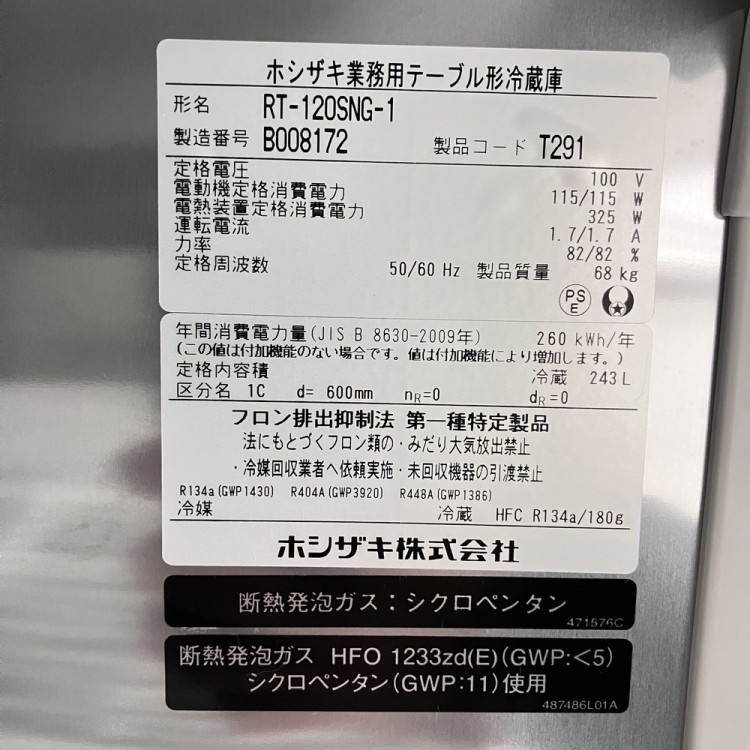 ホシザキ業務用テーブル形冷蔵庫
形名 RT-120SNG-1
製造番号 B008172 製品コード T291
定格電圧 100 V
電動機定格消費電力 115/115 W
電熱装置定格消費電力 325 W
運転電流 1.7/1.7 A
力率 82/82 %
定格周波数 50/60 Hz 製品質量 68 kg
PS E
年間消費電力量(JIS B 8630-2009年) 260 kWh/年
(この値は付加機能のない場合です。値は付加機能により増加します。)
定格内容積 冷蔵 243 L
区分名 1C d= 600mm nR=0 dR=0
フロン排出抑制法 第一種特定製品
法にもとづくフロン類の・みだり大気放出禁止
・冷媒回収業者へ依頼実施・未回収機器の引渡禁止
R134a(GWP1430) R404A(GWP3920) R448A(GWP1386)
冷媒 冷蔵 HFC R134a/180g
ホシザキ株式会社
断熱発泡ガス：シクロペンタン
471576C
断熱発泡ガス HFO 1233zd(E)(GWP:<5)
シクロペンタン(GWP:11)使用
487486L01A